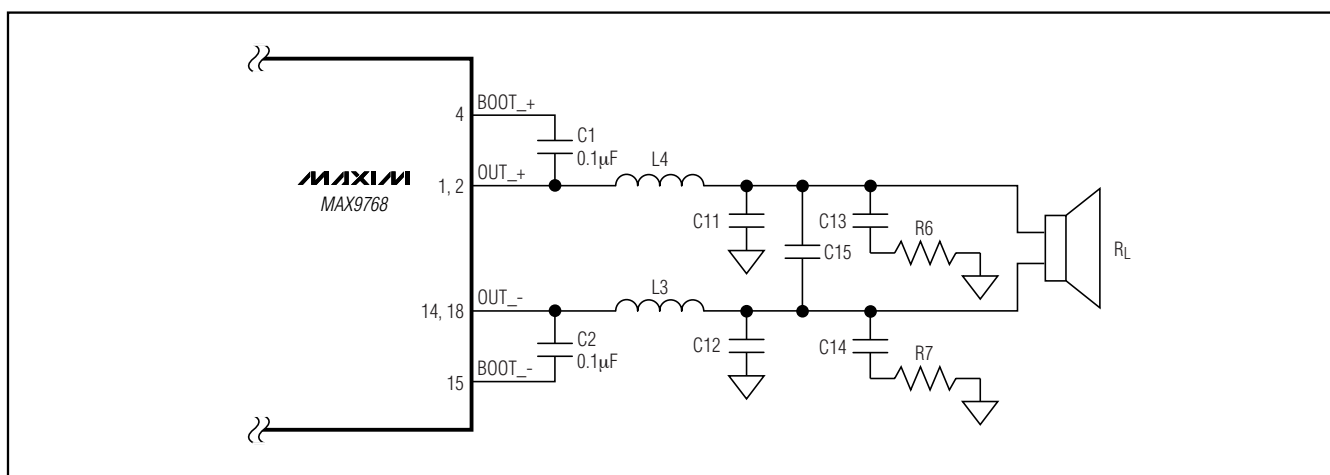 4
BOOT_+
C1
0.1μF
L4
MAXIM
MAX9768
1, 2
OUT_+
C11
C13
R6
C15
RL
L3
14, 18
OUT_-
C2
0.1μF
C12
C14
R7
15
BOOT_-